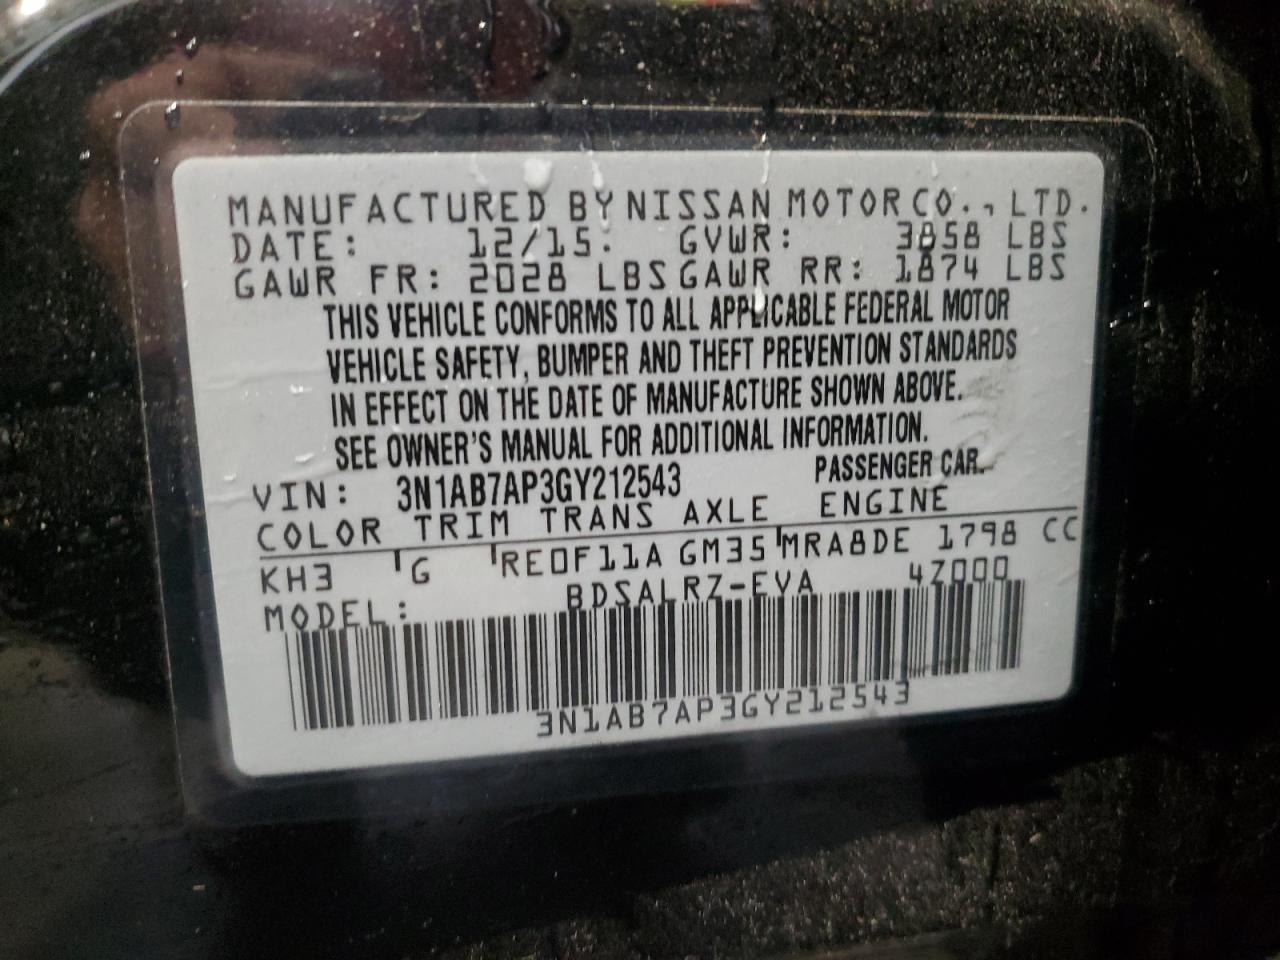 MANUFACTURED BY NISSAN MOTOR CO., LTD.
DATE: 12/15. GVWR: 3858 LBS
GAWR FR: 2028 LBS GAWR RR: 1874 LBS
THIS VEHICLE CONFORMS TO ALL APPLICABLE FEDERAL MOTOR
VEHICLE SAFETY, BUMPER AND THEFT PREVENTION STANDARDS
IN EFFECT ON THE DATE OF MANUFACTURE SHOWN ABOVE.
SEE OWNER'S MANUAL FOR ADDITIONAL INFORMATION.
VIN: 3N1AB7AP3GY212543 PASSENGER CAR.
COLOR TRIM TRANS AXLE ENGINE
KH3 G RE0F11A GM35 MRA8DE 1798 CC
MODEL: BDSALRZ-EVA 4Z000
3N1AB7AP3GY212543